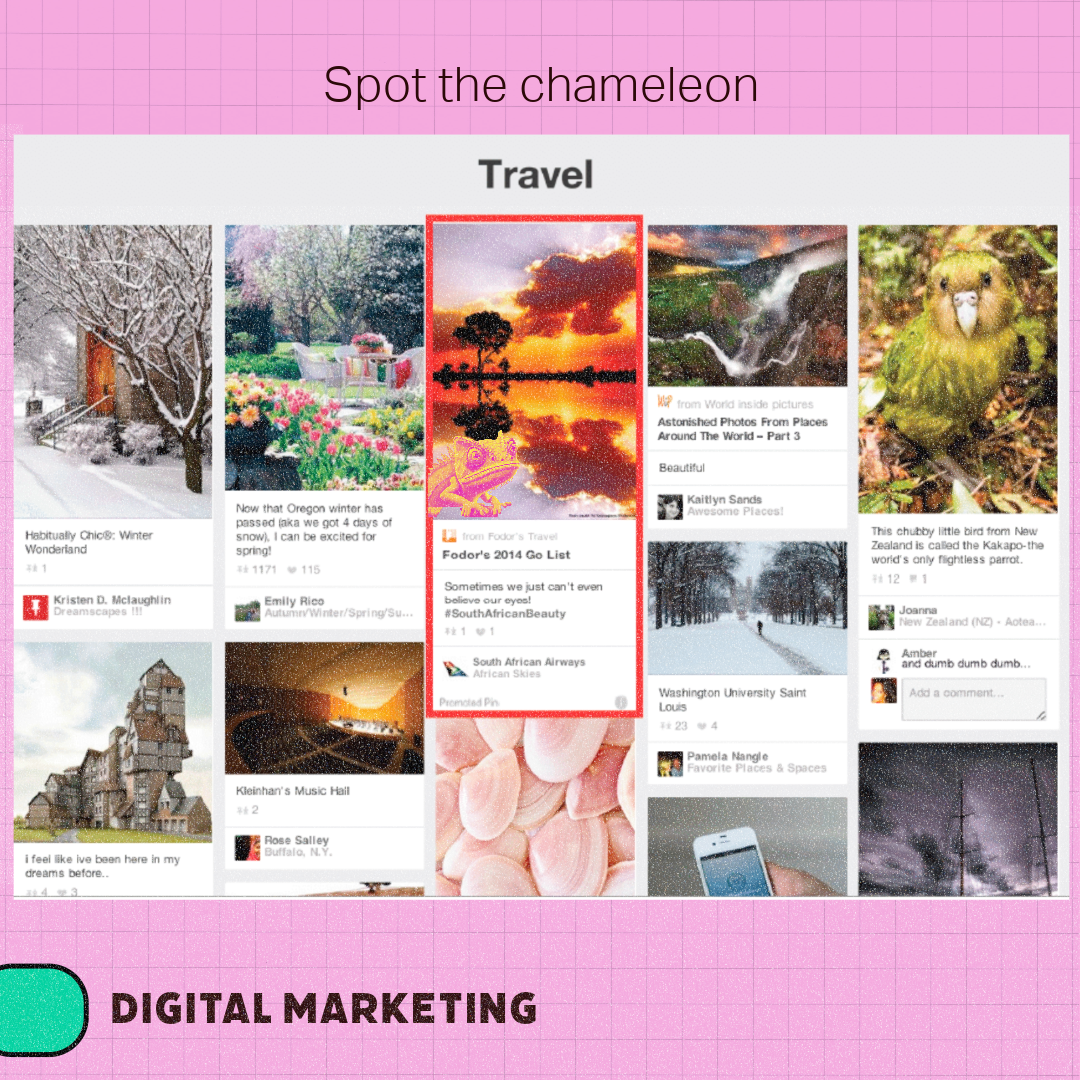 Spot the chameleon
Travel
Habitually Chic®: Winter
Wonderland
1
Kristen D. Mclaughlin
Dreamscapes !!!
i feel like ive been here in my
dreams before..
4 3
Now that Oregon winter has
passed (aka we got 4 days of
snow), I can be excited for
spring!
1171 115
Emily Rico
Autumn/Winter/Spring/Su...
Kleinhan's Music Hall
2
Rose Salley
Buffalo, N.Y.
from Fodor's Travel
Fodor's 2014 Go List
Sometimes we just can't even
believe our eyes!
#SouthAfricanBeauty
1 1
South African Airways
African Skies
Promoted Pin
from World inside pictures
Astonished Photos From Places
Around The World – Part 3
Beautiful
Kaitlyn Sands
Awesome Places!
Washington University Saint
Louis
23 4
Pamela Nangle
Favorite Places & Spaces
This chubby little bird from New
Zealand is called the Kakapo-the
world's only flightless parrot.
12 1
Joanna
New Zealand (NZ) - Aotea...
Amber
and dumb dumb dumb...
Add a comment...
DIGITAL MARKETING